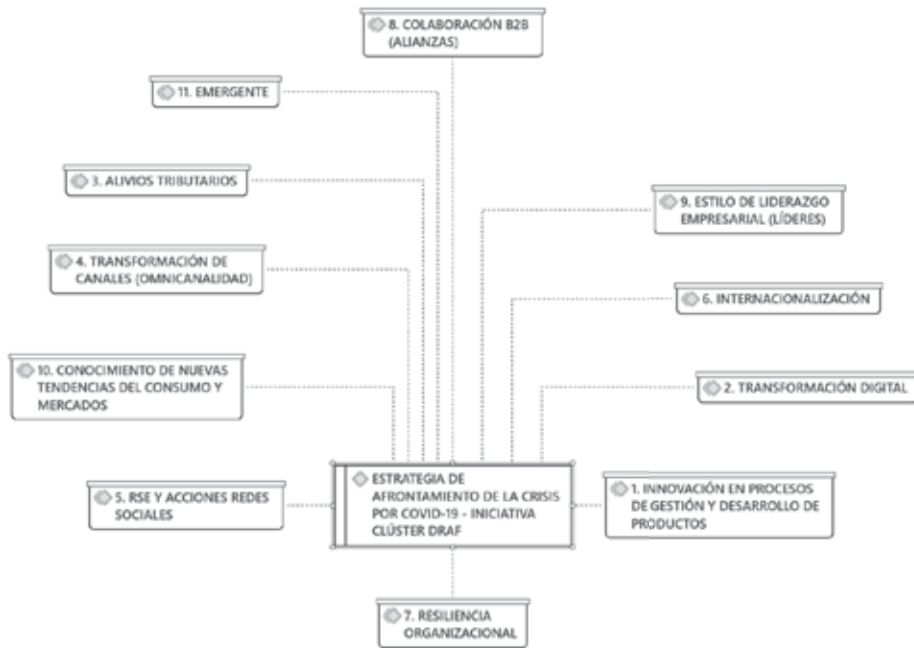 8. COLABORACIÓN B2B
(ALIANZAS)
11. EMERGENTE
3. ALIVIOS TRIBUTARIOS
9. ESTILO DE LIDERAZGO
EMPRESARIAL (LÍDERES)
4. TRANSFORMACIÓN DE
CANALES (OMNICANALIDAD)
6. INTERNACIONALIZACIÓN
10. CONOCIMIENTO DE NUEVAS
TENDENCIAS DEL CONSUMO Y
MERCADOS
2. TRANSFORMACIÓN DIGITAL
ESTRATEGIA DE
AFRONTAMIENTO DE LA CRISIS
POR COVID-19 - INICIATIVA
CLÚSTER DRAF
5. RSE Y ACCIONES REDES
SOCIALES
1. INNOVACIÓN EN PROCESOS
DE GESTIÓN Y DESARROLLO DE
PRODUCTOS
7. RESILIENCIA
ORGANIZACIONAL